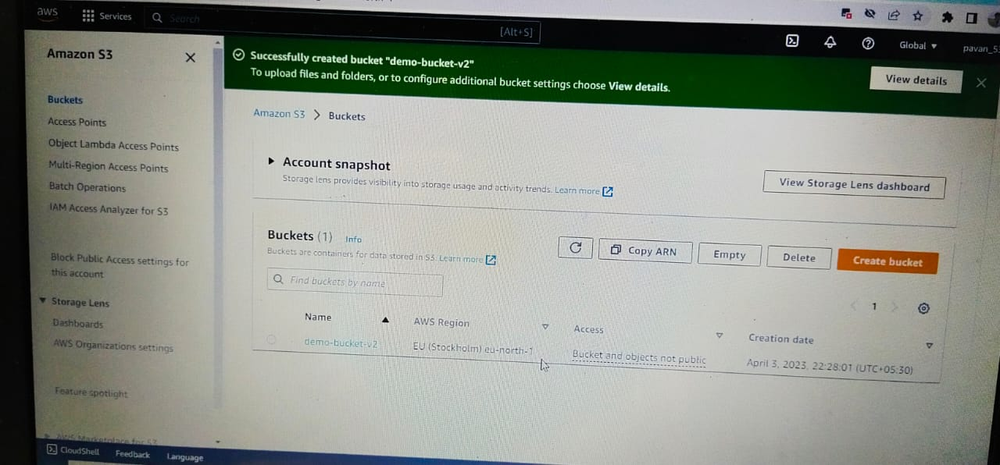 aws
Services
Search
[Alt+S]
Global
Amazon S3
Successfully created bucket "demo-bucket-v2"
To upload files and folders, or to configure additional bucket settings choose View details.
View details
Buckets
Access Points
Object Lambda Access Points
Multi-Region Access Points
Batch Operations
IAM Access Analyzer for S3
Block Public Access settings for
this account
Storage Lens
Dashboards
AWS Organizations settings
Feature spotlight
AWS Marketplace for S3
Amazon S3 > Buckets
Account snapshot
Storage lens provides visibility into storage usage and activity trends. Learn more
View Storage Lens dashboard
Buckets (1) Info
Buckets are containers for data stored in S3. Learn more
Copy ARN
Empty
Delete
Create bucket
Find buckets by name
1
Name AWS Region Access Creation date
demo-bucket-v2 EU (Stockholm) eu-north-1 Bucket and objects not public April 3, 2023, 22:28:01 (UTC+05:30)
CloudShell Feedback Language